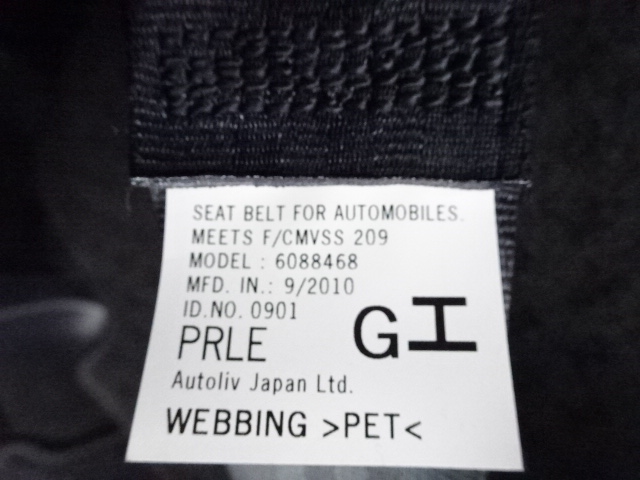 SEAT BELT FOR AUTOMOBILES.
MEETS F/CMVSS 209
MODEL : 6088468
MFD. IN.: 9/2010
ID.NO. 0901
PRLE GH
Autoliv Japan Ltd.
WEBBING >PET<